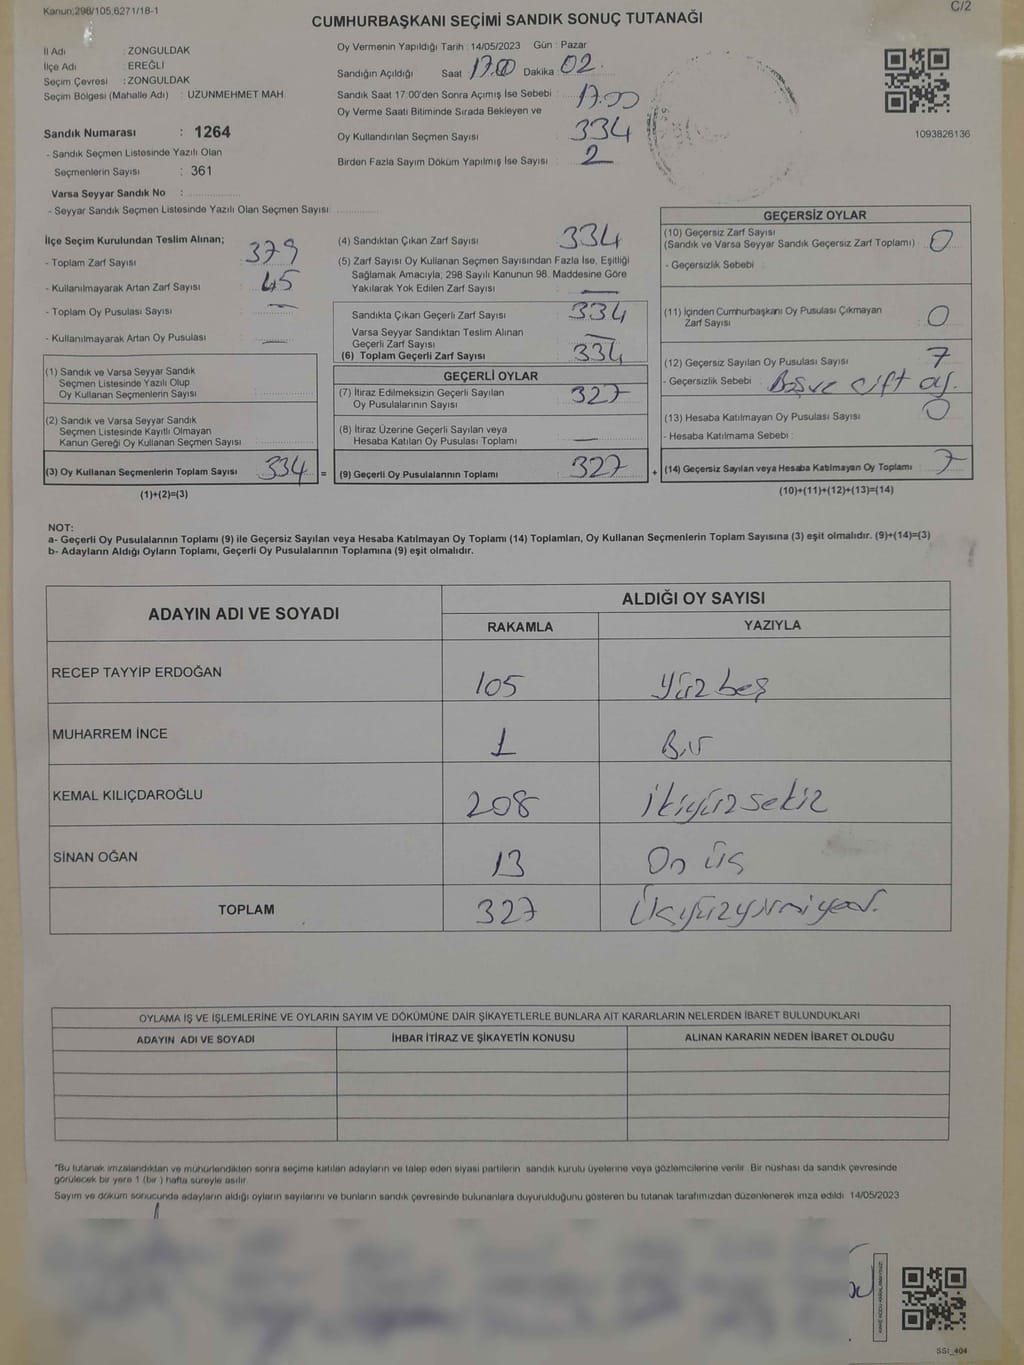 Kanun;298/105;6271/18-1
C/2
CUMHURBAŞKANI SEÇİMİ SANDIK SONUÇ TUTANAĞI
İl Adı : ZONGULDAK
İlçe Adı : EREĞLİ
Seçim Çevresi : ZONGULDAK
Seçim Bölgesi (Mahalle Adı) : UZUNMEHMET MAH.
Oy Vermenin Yapıldığı Tarih : 14/05/2023 Gün : Pazar
Sandığın Açıldığı Saat 17.00 Dakika : 02
Sandık Saat 17:00'den Sonra Açımış İse Sebebi : 17.00
Oy Verme Saati Bitiminde Sırada Bekleyen ve
Oy Kullandırılan Seçmen Sayısı 334
Birden Fazla Sayım Döküm Yapılmış İse Sayısı 2
1093826136
Sandık Numarası : 1264
- Sandık Seçmen Listesinde Yazılı Olan
Seçmenlerin Sayısı : 361
Varsa Seyyar Sandık No :
- Seyyar Sandık Seçmen Listesinde Yazılı Olan Seçmen Sayısı:
İlçe Seçim Kurulundan Teslim Alınan;
- Toplam Zarf Sayısı 379
- Kullanılmayarak Artan Zarf Sayısı 45
- Toplam Oy Pusulası Sayısı —
- Kullanılmayarak Artan Oy Pusulası —
(1) Sandık ve Varsa Seyyar Sandık
Seçmen Listesinde Yazılı Olup
Oy Kullanan Seçmenlerin Sayısı
(2) Sandık ve Varsa Seyyar Sandık
Seçmen Listesinde Kayıtlı Olmayan
Kanun Gereği Oy Kullanan Seçmen Sayısı
(3) Oy Kullanan Seçmenlerin Toplam Sayısı 334 =
(1)+(2)=(3)
(4) Sandıktan Çıkan Zarf Sayısı 334
(5) Zarf Sayısı Oy Kullanan Seçmen Sayısından Fazla İse, Eşitliği
Sağlamak Amacıyla; 298 Sayılı Kanunun 98. Maddesine Göre
Yakılarak Yok Edilen Zarf Sayısı —
Sandıkta Çıkan Geçerli Zarf Sayısı 334
Varsa Seyyar Sandıktan Teslim Alınan
Geçerli Zarf Sayısı —
(6) Toplam Geçerli Zarf Sayısı 334
GEÇERLİ OYLAR
(7) İtiraz Edilmeksizin Geçerli Sayılan
Oy Pusulalarının Sayısı 327
(8) İtiraz Üzerine Geçerli Sayılan veya
Hesaba Katılan Oy Pusulası Toplamı —
(9) Geçerli Oy Pusulalarının Toplamı 327 +
GEÇERSİZ OYLAR
(10) Geçersiz Zarf Sayısı
(Sandık ve Varsa Seyyar Sandık Geçersiz Zarf Toplamı) 0
- Geçersizlik Sebebi :
(11) İçinden Cumhurbaşkanı Oy Pusulası Çıkmayan
Zarf Sayısı 0
(12) Geçersiz Sayılan Oy Pusulası Sayısı 7
- Geçersizlik Sebebi : Boş ve çift oy.
(13) Hesaba Katılmayan Oy Pusulası Sayısı 0
- Hesaba Katılmama Sebebi :
(14) Geçersiz Sayılan veya Hesaba Katılmayan Oy Toplamı 7
(10)+(11)+(12)+(13)=(14)
NOT:
a- Geçerli Oy Pusulalarının Toplamı (9) ile Geçersiz Sayılan veya Hesaba Katılmayan Oy Toplamı (14) Toplamları, Oy Kullanan Seçmenlerin Toplam Sayısına (3) eşit olmalıdır. (9)+(14)=(3)
b- Adayların Aldığı Oyların Toplamı, Geçerli Oy Pusulalarının Toplamına (9) eşit olmalıdır.
ADAYIN ADI VE SOYADI
ALDIĞI OY SAYISI
RAKAMLA YAZIYLA
RECEP TAYYİP ERDOĞAN 105 Yüz beş
MUHARREM İNCE 1 Bir
KEMAL KILIÇDAROĞLU 208 İkiyüzsekiz
SİNAN OĞAN 13 On üç
TOPLAM 327 Üçyüzyirmiyedi
OYLAMA İŞ VE İŞLEMLERİNE VE OYLARIN SAYIM VE DÖKÜMÜNE DAİR ŞİKAYETLERLE BUNLARA AİT KARARLARIN NELERDEN İBARET BULUNDUKLARI
ADAYIN ADI VE SOYADI İHBAR İTİRAZ VE ŞİKAYETİN KONUSU ALINAN KARARIN NEDEN İBARET OLDUĞU
*Bu tutanak imzalandıktan ve mühürlendikten sonra seçime katılan adayların ve talep eden siyasi partilerin sandık kurulu üyelerine veya gözlemcilerine verilir. Bir nüshası da sandık çevresinde
görülecek bir yere 1 (bir) hafta süreyle asılır.
Sayım ve döküm sonucunda adayların aldığı oyların sayılarını ve bunların sandık çevresinde bulunanlara duyurulduğunu gösteren bu tutanak tarafımızdan düzenlenerek imza edildi. 14/05/2023
SSI_404